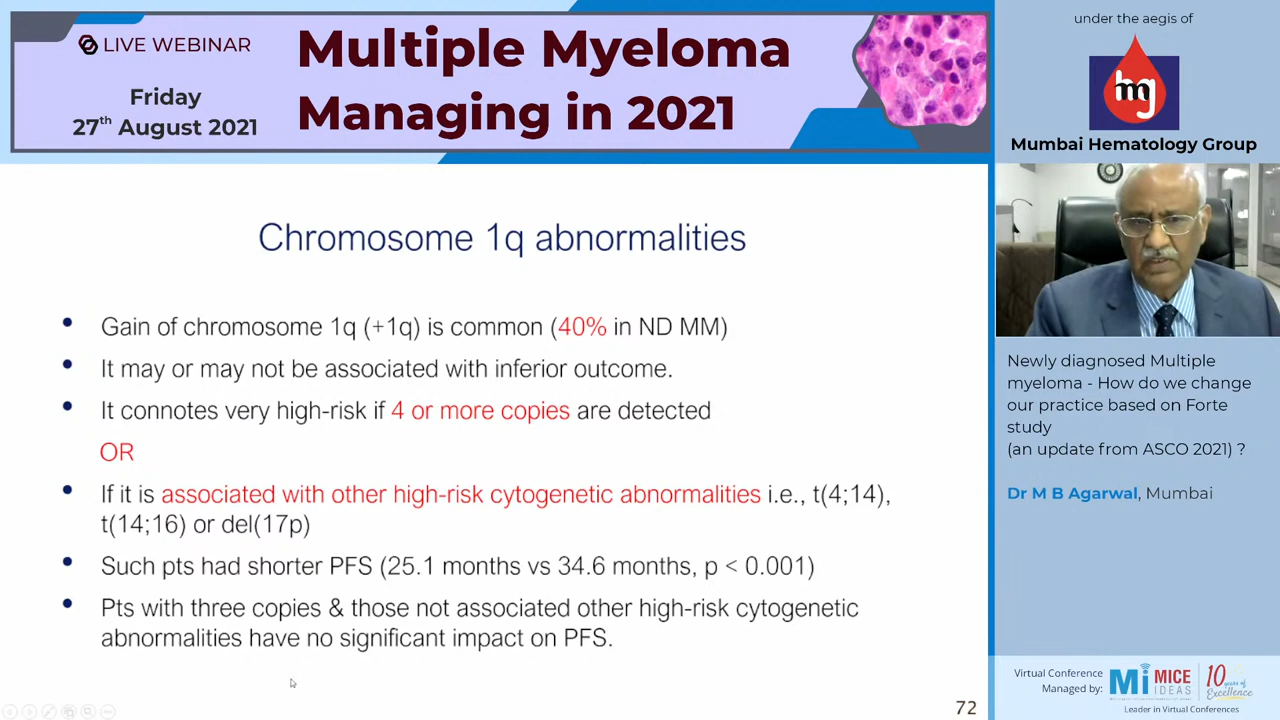 LIVE WEBINAR
Friday
27th August 2021
Multiple Myeloma
Managing in 2021
under the aegis of
hmg
Mumbai Hematology Group
Chromosome 1q abnormalities
• Gain of chromosome 1q (+1q) is common (40% in ND MM)
• It may or may not be associated with inferior outcome.
• It connotes very high-risk if 4 or more copies are detected
OR
• If it is associated with other high-risk cytogenetic abnormalities i.e., t(4;14),
t(14;16) or del(17p)
• Such pts had shorter PFS (25.1 months vs 34.6 months, p < 0.001)
• Pts with three copies & those not associated other high-risk cytogenetic
abnormalities have no significant impact on PFS.
72
Newly diagnosed Multiple
myeloma - How do we change
our practice based on Forte
study
(an update from ASCO 2021) ?
Dr M B Agarwal, Mumbai
Virtual Conference
Managed by:
Mi MICE
IDEAS
10 years of
Excellence
Leader in Virtual Conferences